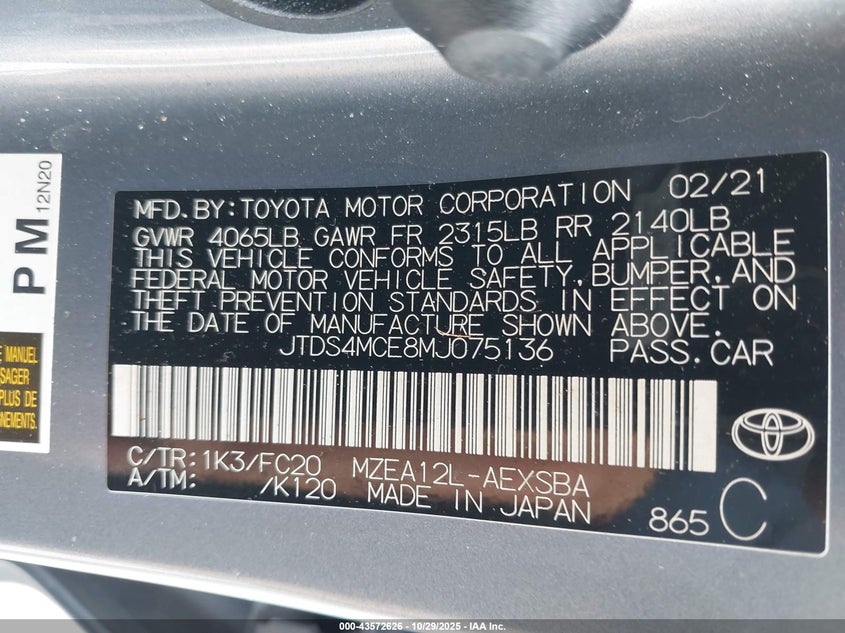 PM
12N20
E MANUEL
SAGER
PLUS DE
NEMENTS.
MFD.BY:TOYOTA MOTOR CORPORATION 02/21
GVWR 4065LB GAWR FR 2315LB RR 2140LB
THIS VEHICLE CONFORMS TO ALL APPLICABLE
FEDERAL MOTOR VEHICLE SAFETY,BUMPER,AND
THEFT PREVENTION STANDARDS IN EFFECT ON
THE DATE OF MANUFACTURE SHOWN ABOVE.
JTDS4MCE8MJ075136 PASS.CAR
C/TR:1K3/FC20 MZEA12L-AEXSBA
A/TM: /K120 MADE IN JAPAN 865 C
000-43572626 - 10/29/2025 - IAA Inc.